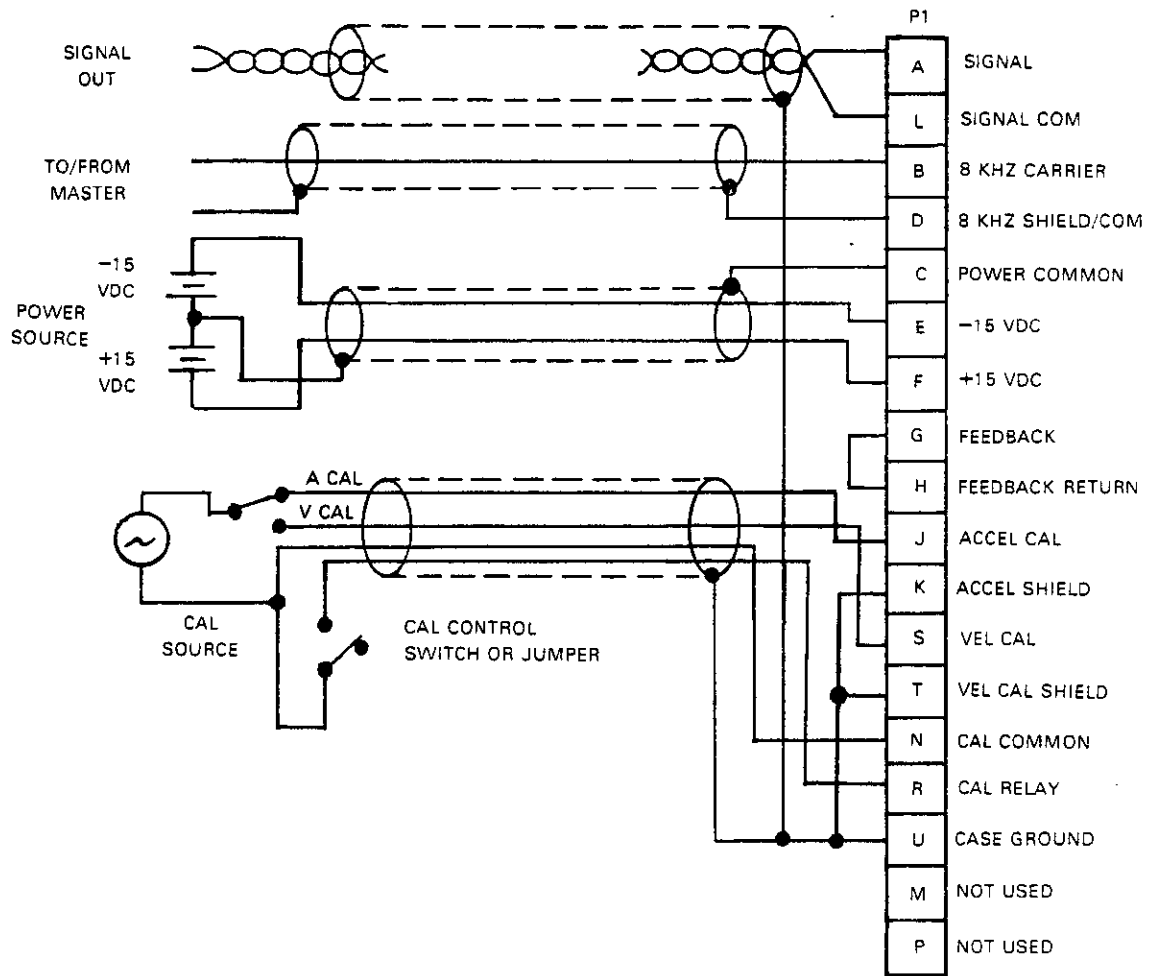 P1
SIGNAL
OUT
A SIGNAL
L SIGNAL COM
TO/FROM
MASTER
B 8 KHZ CARRIER
D 8 KHZ SHIELD/COM
−15
VDC
POWER
SOURCE
+15
VDC
C POWER COMMON
E −15 VDC
F +15 VDC
G FEEDBACK
H FEEDBACK RETURN
A CAL
V CAL
J ACCEL CAL
K ACCEL SHIELD
CAL
SOURCE
CAL CONTROL
SWITCH OR JUMPER
S VEL CAL
T VEL CAL SHIELD
N CAL COMMON
R CAL RELAY
U CASE GROUND
M NOT USED
P NOT USED